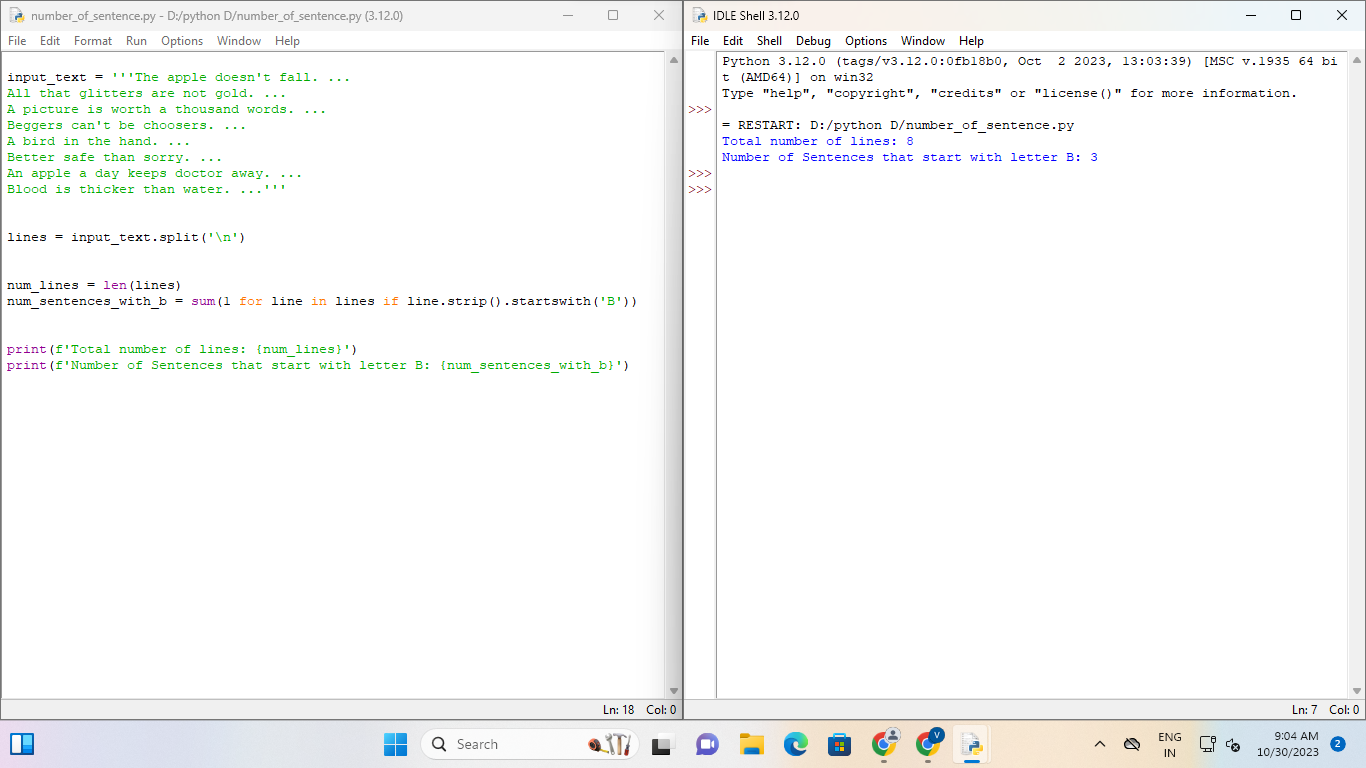 number_of_sentence.py - D:/python D/number_of_sentence.py (3.12.0)
File Edit Format Run Options Window Help
input_text = '''The apple doesn't fall. ...
All that glitters are not gold. ...
A picture is worth a thousand words. ...
Beggers can't be choosers. ...
A bird in the hand. ...
Better safe than sorry. ...
An apple a day keeps doctor away. ...
Blood is thicker than water. ...'''
lines = input_text.split('\n')
num_lines = len(lines)
num_sentences_with_b = sum(1 for line in lines if line.strip().startswith('B'))
print(f'Total number of lines: {num_lines}')
print(f'Number of Sentences that start with letter B: {num_sentences_with_b}')
Ln: 18 Col: 0
IDLE Shell 3.12.0
File Edit Shell Debug Options Window Help
Python 3.12.0 (tags/v3.12.0:0fb18b0, Oct  2 2023, 13:03:39) [MSC v.1935 64 bi
t (AMD64)] on win32
Type "help", "copyright", "credits" or "license()" for more information.
>>>
= RESTART: D:/python D/number_of_sentence.py
Total number of lines: 8
Number of Sentences that start with letter B: 3
>>>
>>>
Ln: 7 Col: 0
Search
V
ENG
IN
9:04 AM
10/30/2023
2